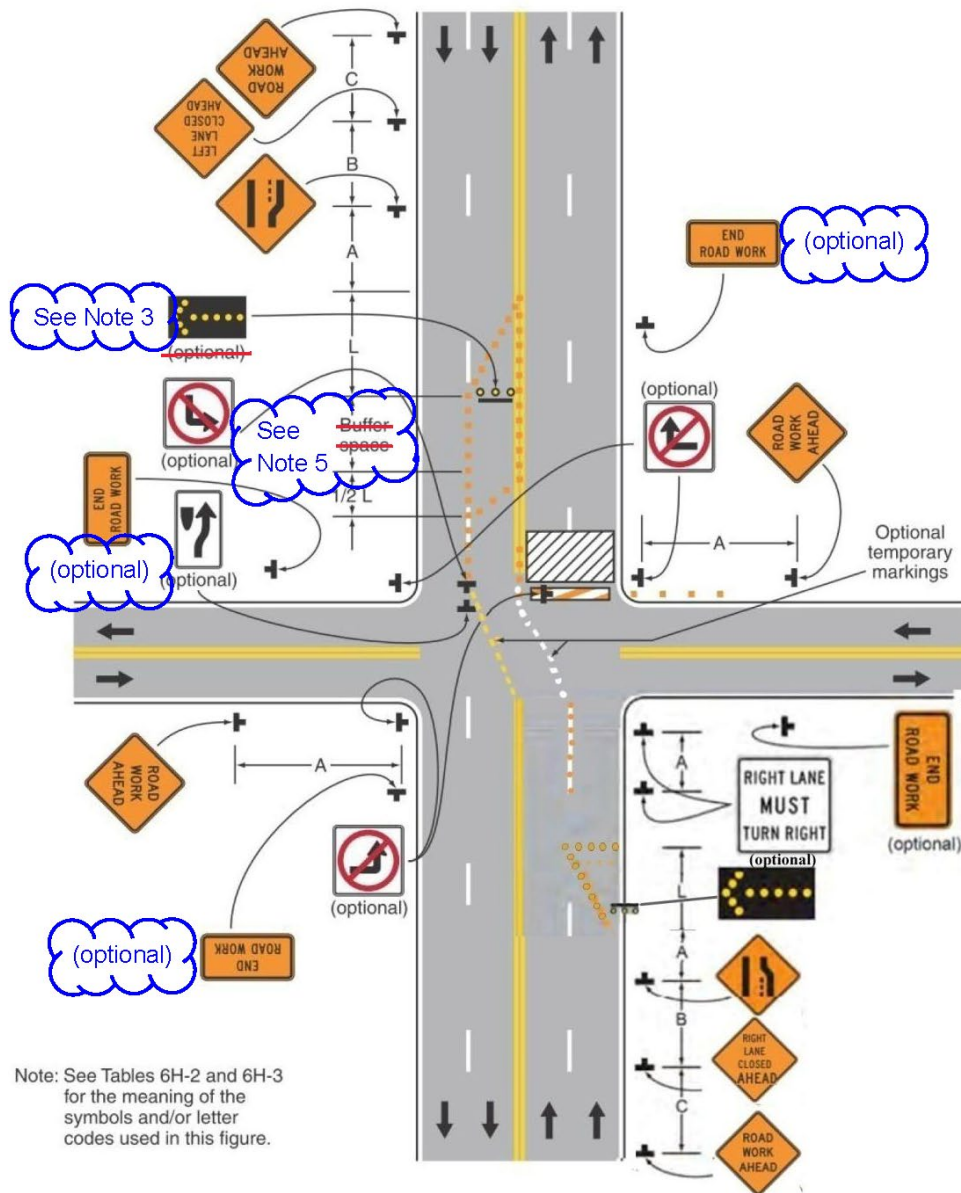 ROAD
WORK
AHEAD
C
LEFT
LANE
CLOSED
AHEAD
B
A
END
ROAD WORK
(optional)
See Note 3
(optional)
L
(optional)
See
Note 5
Buffer
space
(optional)
ROAD
WORK
AHEAD
END
ROAD WORK
(optional)
1/2 L
(optional)
A
Optional
temporary
markings
ROAD
WORK
AHEAD
A
A
RIGHT LANE
MUST
TURN RIGHT
(optional)
END
ROAD WORK
(optional)
(optional)
L
(optional)
END
ROAD WORK
A
B
RIGHT
LANE
CLOSED
AHEAD
C
ROAD
WORK
AHEAD
Note: See Tables 6H-2 and 6H-3
for the meaning of the
symbols and/or letter
codes used in this figure.